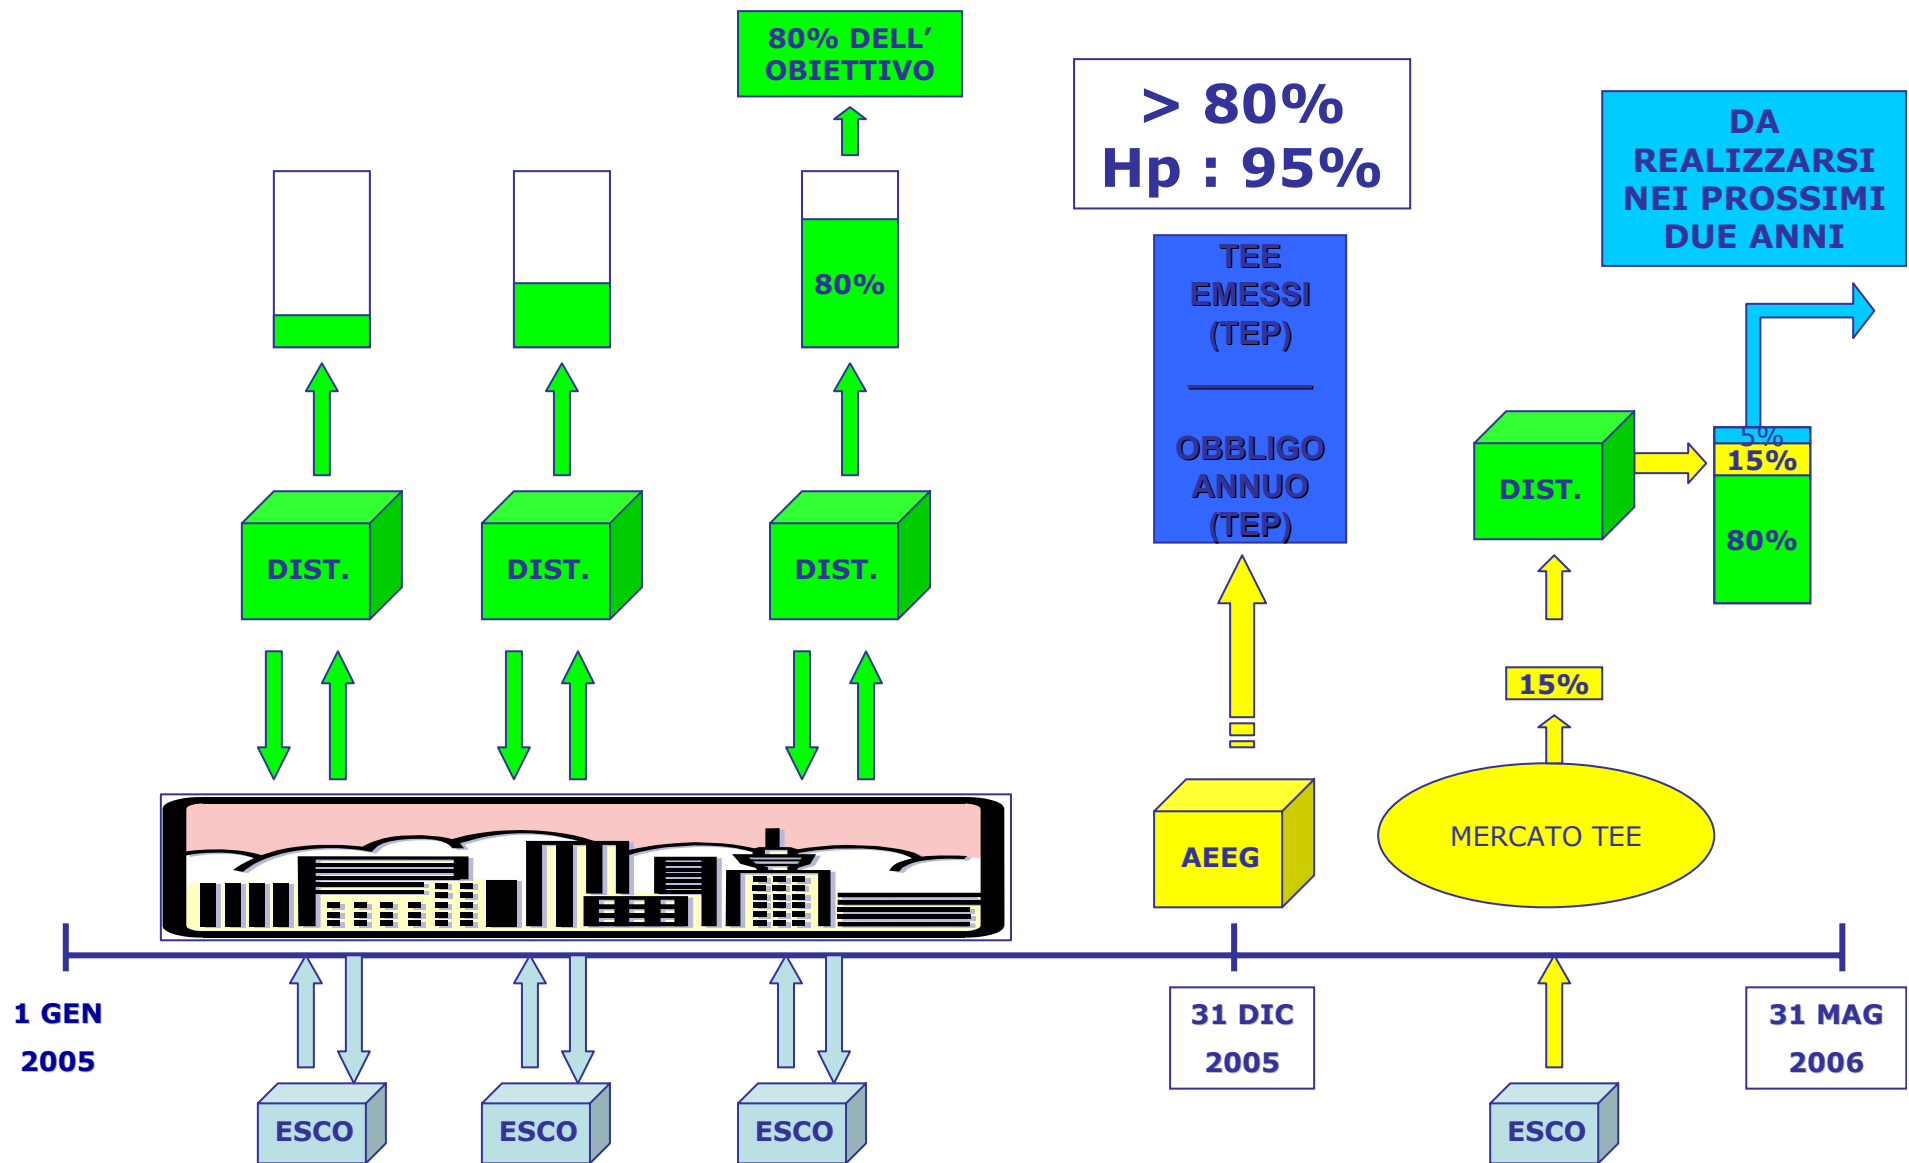 80% DELL’
OBIETTIVO
> 80%
Hp : 95%
DA
REALIZZARSI
NEI PROSSIMI
DUE ANNI
80%
TEE
EMESSI
(TEP)
OBBLIGO
ANNUO
(TEP)
5%
15%
80%
DIST.
DIST.
DIST.
DIST.
15%
AEEG
MERCATO TEE
1 GEN
2005
31 DIC
2005
31 MAG
2006
ESCO
ESCO
ESCO
ESCO